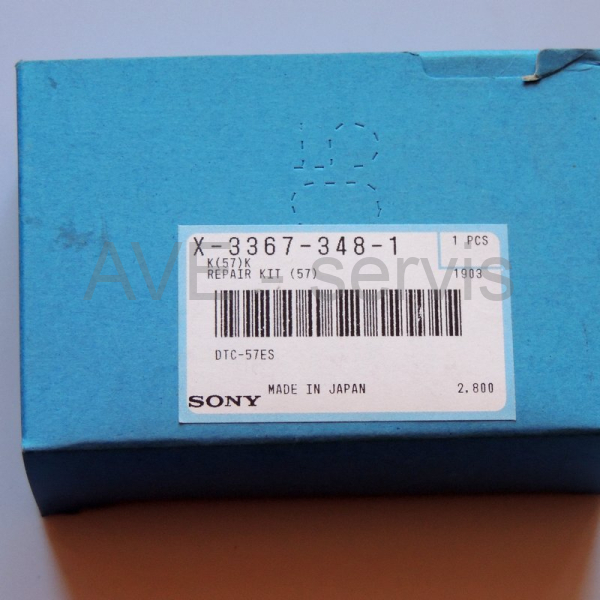 X-3367-348-1
1 PCS
K(57)K
REPAIR KIT (57)
1903
AVE - servis
DTC-57ES
MADE IN JAPAN
2.800
SONY